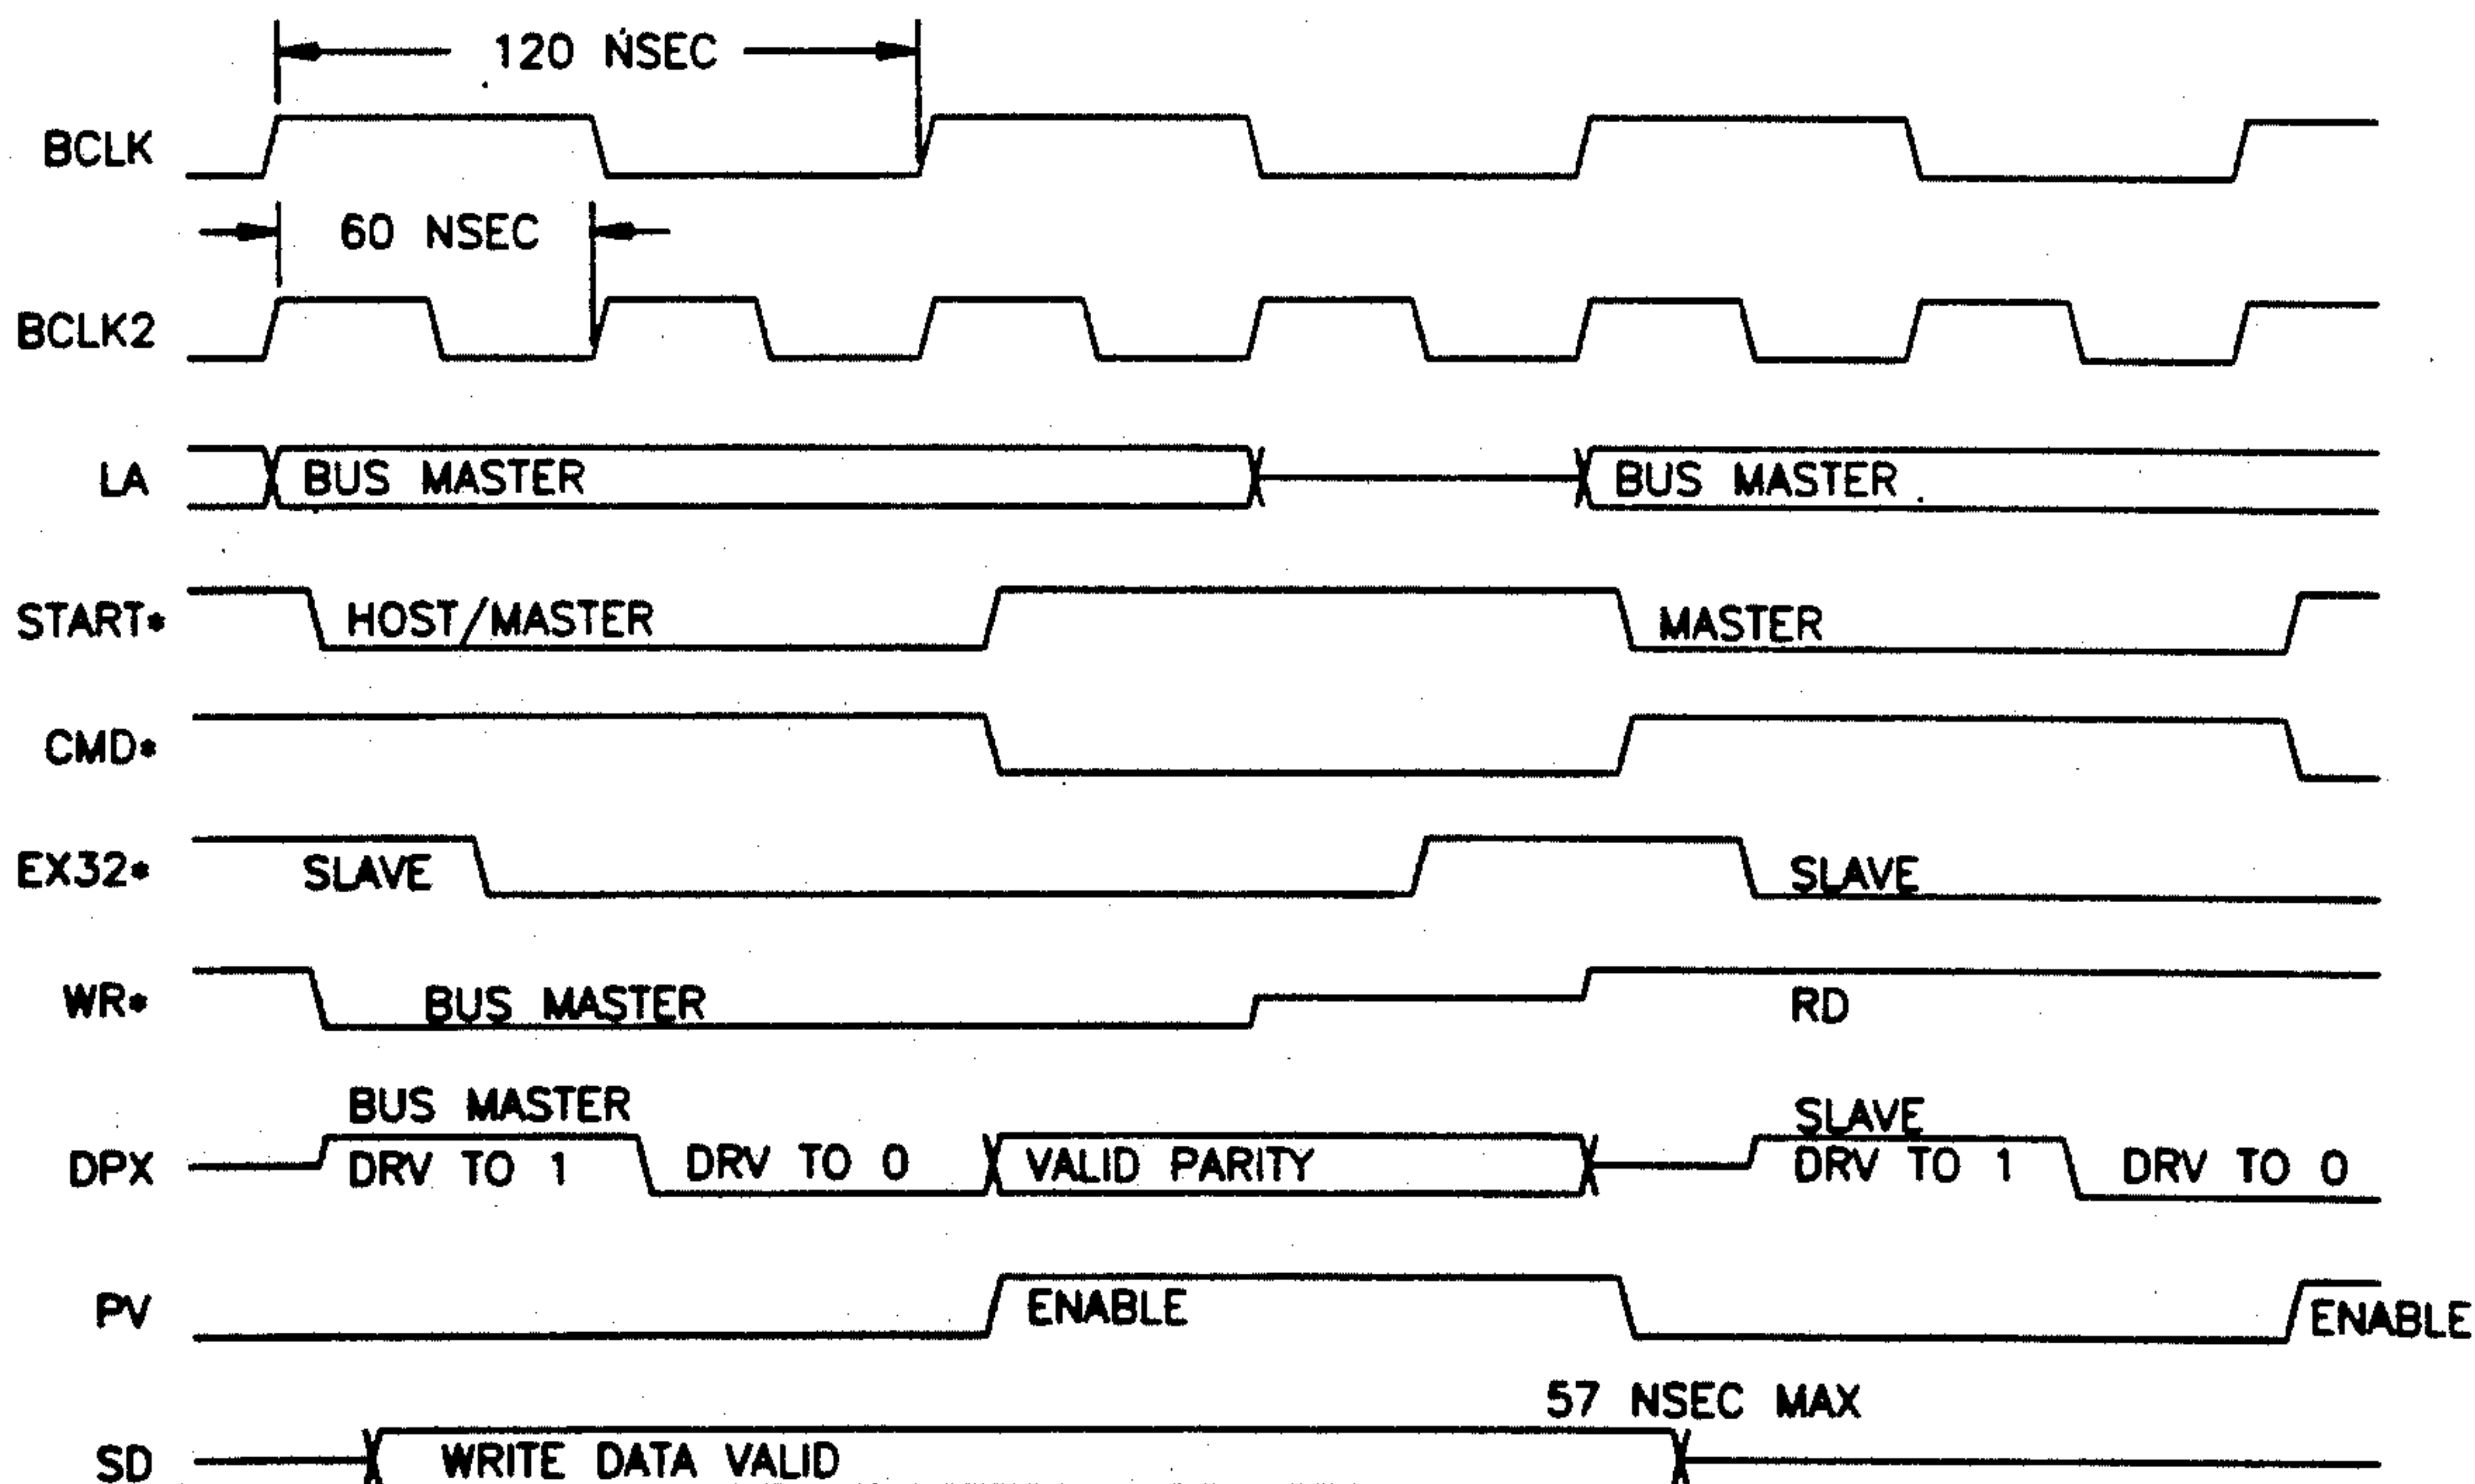 120 NSEC
BCLK
60 NSEC
BCLK2
LA BUS MASTER BUS MASTER
START* HOST/MASTER MASTER
CMD*
EX32* SLAVE SLAVE
WR* BUS MASTER RD
BUS MASTER SLAVE
DPX DRV TO 1 DRV TO 0 VALID PARITY DRV TO 1 DRV TO 0
PV ENABLE ENABLE
57 NSEC MAX
SD WRITE DATA VALID